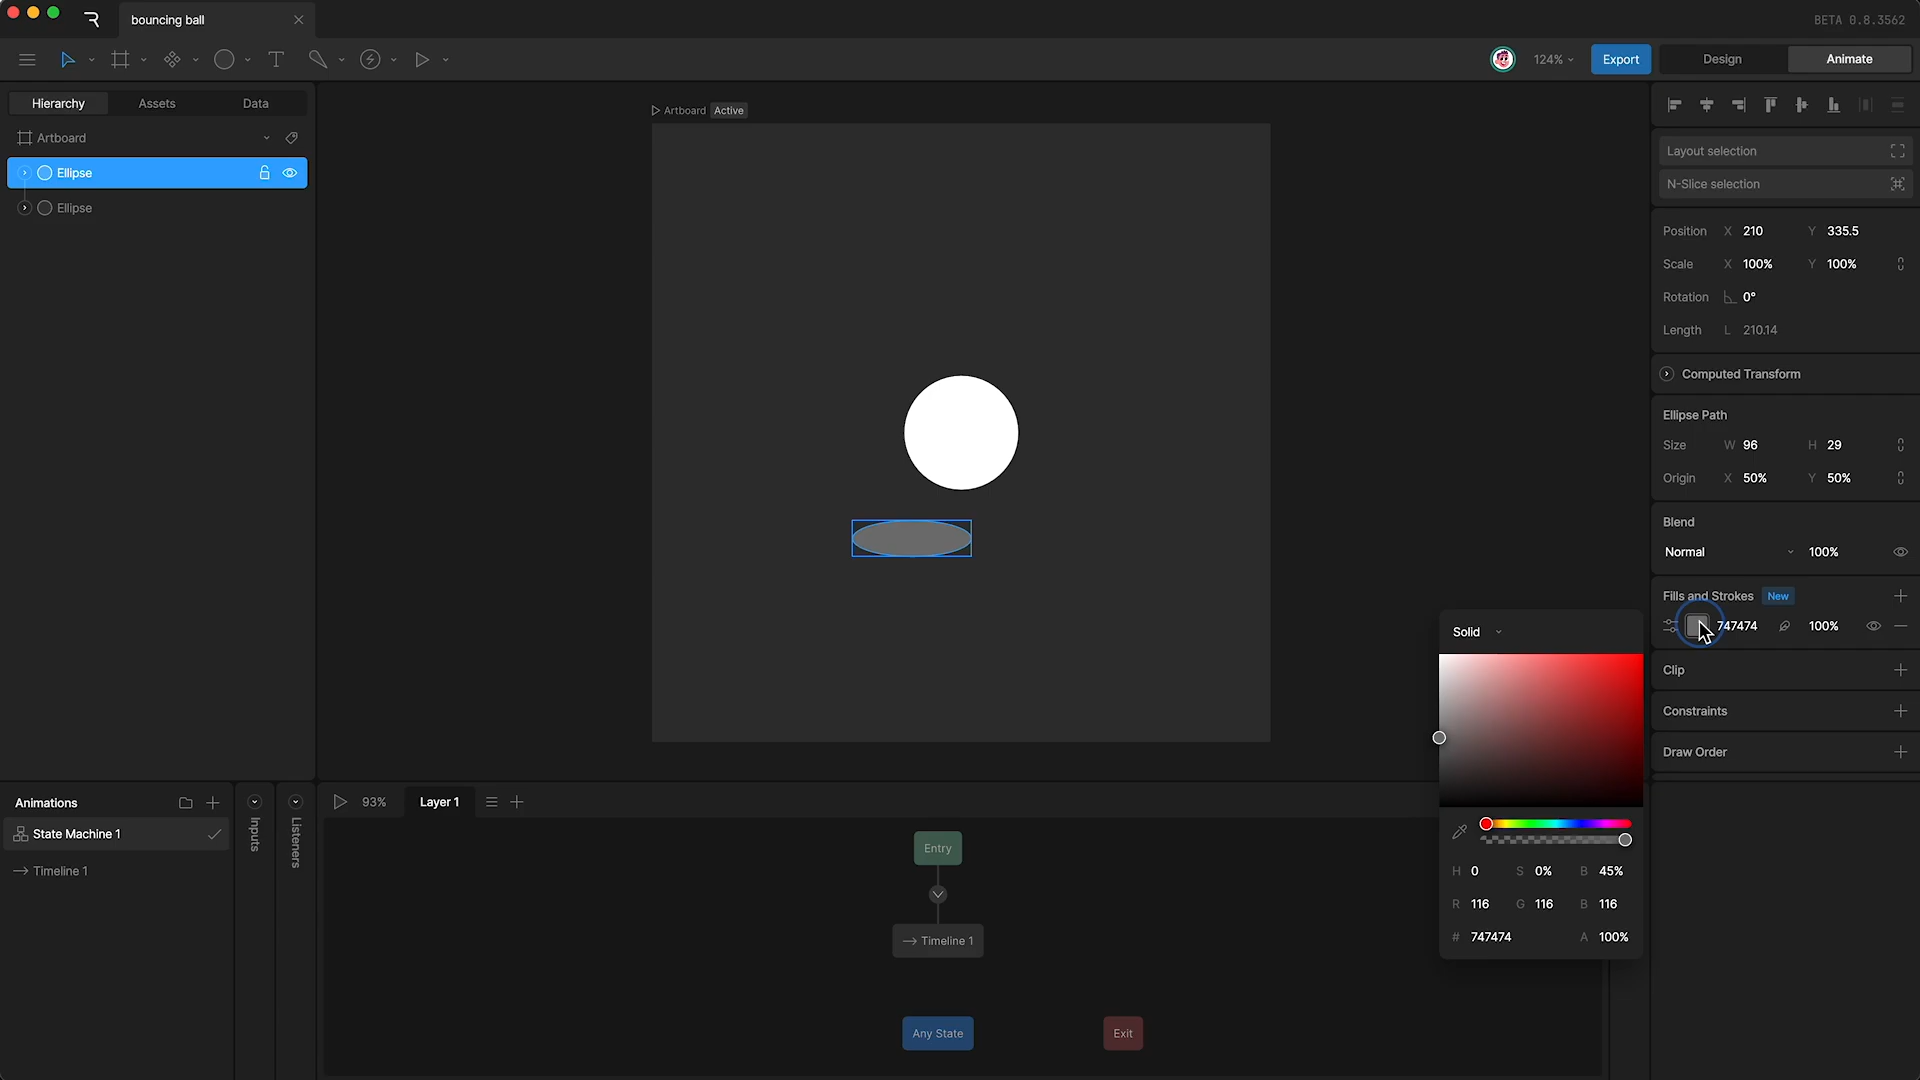 bouncing ball
BETA 0.8.3562
124%
Export
Design
Animate
Hierarchy
Assets
Data
Artboard
Ellipse
Ellipse
Artboard
Active
Layout selection
N-Slice selection
Position X 210 Y 335.5
Scale X 100% Y 100%
Rotation 0°
Length L 210.14
Computed Transform
Ellipse Path
Size W 96 H 29
Origin X 50% Y 50%
Blend
Normal 100%
Fills and Strokes New
747474 100%
Clip
Constraints
Draw Order
Solid
H 0 S 0% B 45%
R 116 G 116 B 116
# 747474 A 100%
Animations
State Machine 1
Timeline 1
Inputs
Listeners
93%
Layer 1
Entry
Timeline 1
Any State
Exit